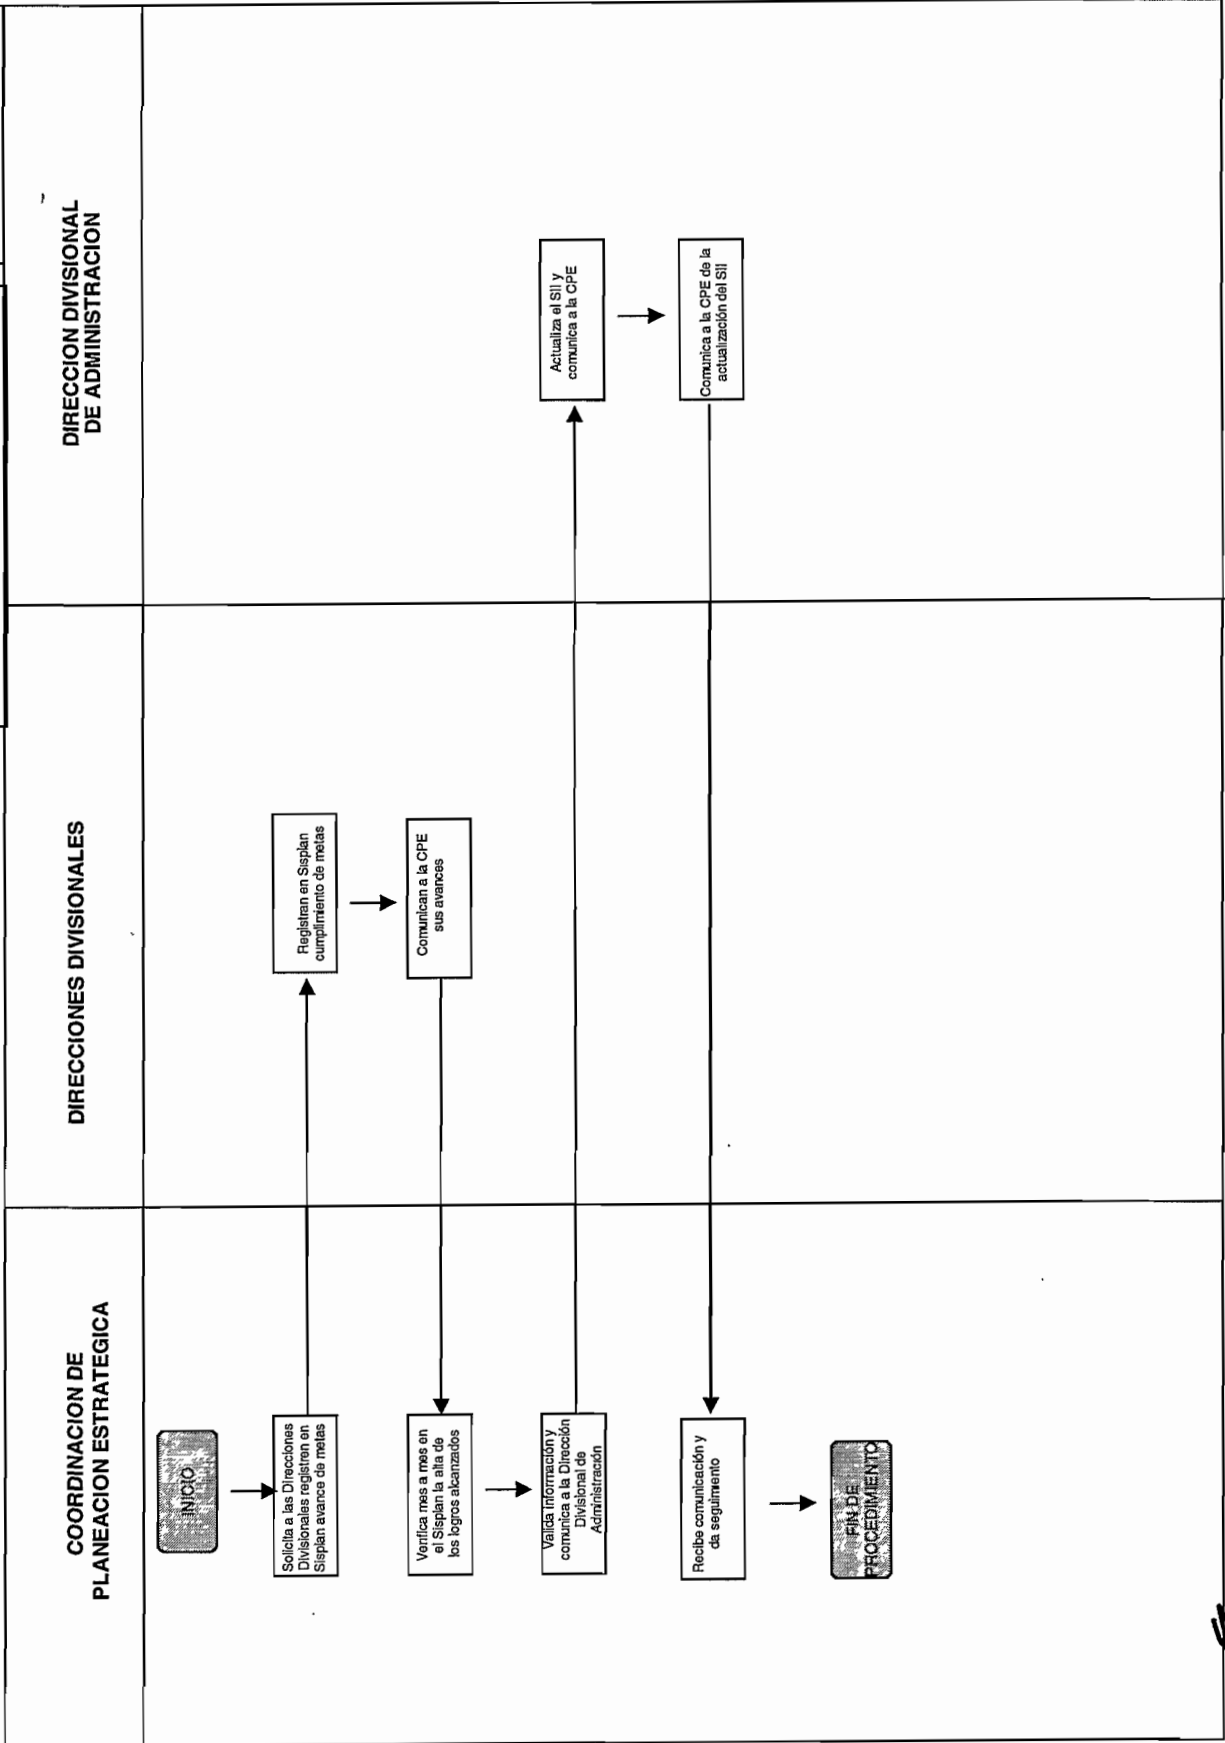 COORDINACION DE
PLANEACION ESTRATEGICA
DIRECCIONES DIVISIONALES
DIRECCION DIVISIONAL
DE ADMINISTRACION
INICIO
Solicita a las Direcciones
Divisionales registren en
Sisplan avance de metas
Registran en Sisplan
cumplimiento de metas
Comunican a la CPE
sus avances
Verifica mes a mes en
el Sisplan la alta de
los logros alcanzados
Valida Información y
comunica a la Dirección
Divisional de
Administración
Actualiza el SII y
comunica a la CPE
Comunica a la CPE de la
actualización del SII
Recibe comunicación y
da seguimiento
FIN DE
PROCEDIMIENTO